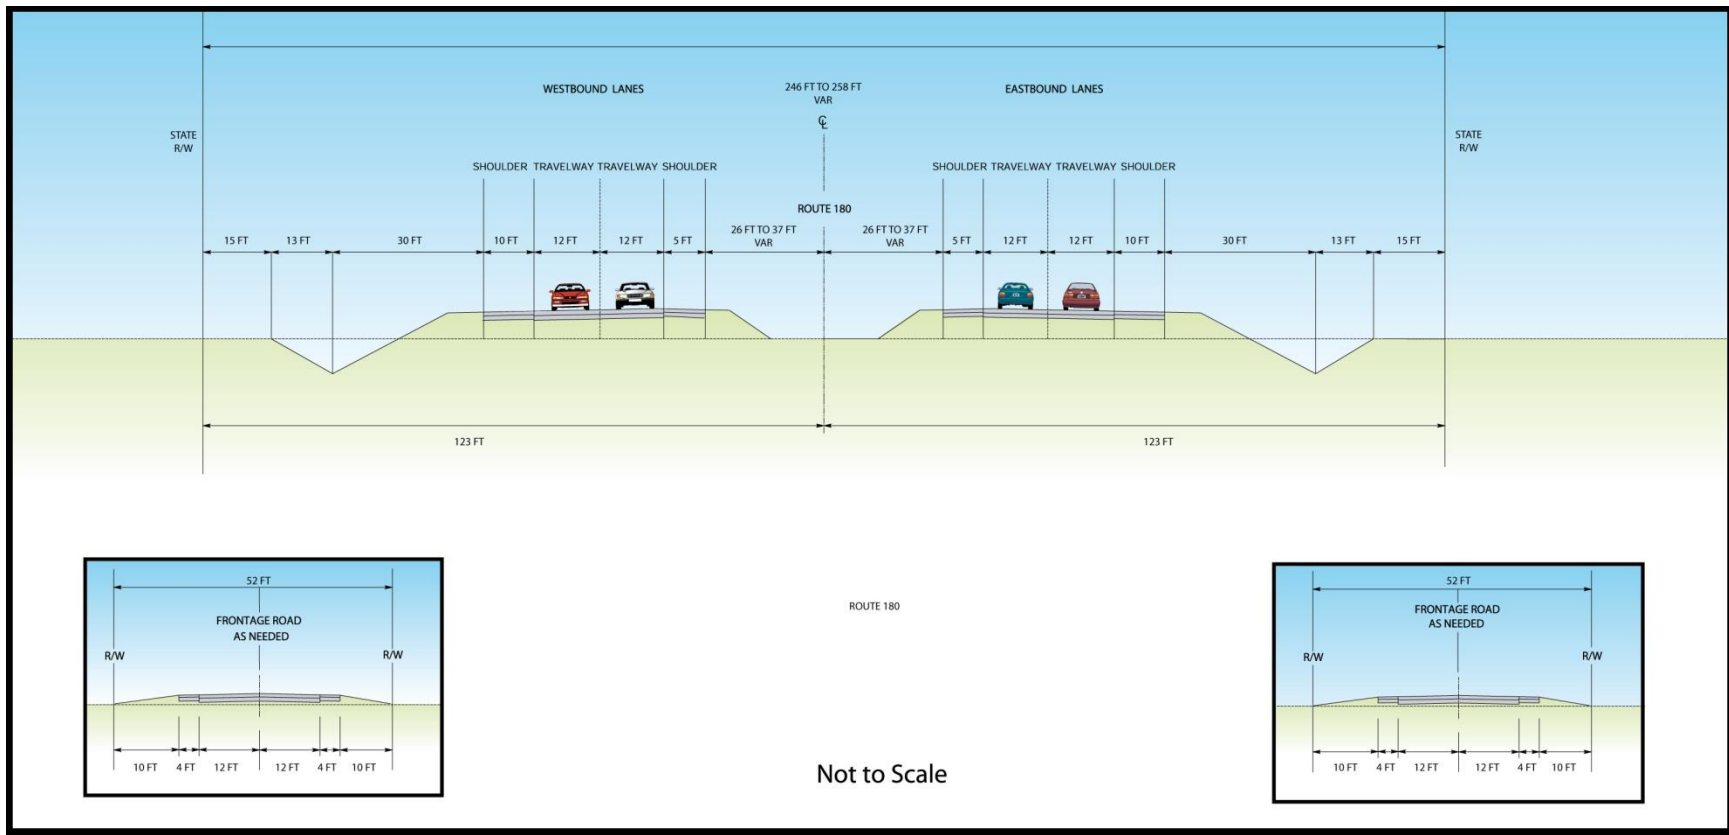 246 FT TO 258 FT
VAR
WESTBOUND LANES
EASTBOUND LANES
℄
STATE
R/W
STATE
R/W
SHOULDER TRAVELWAY TRAVELWAY SHOULDER
SHOULDER TRAVELWAY TRAVELWAY SHOULDER
ROUTE 180
26 FT TO 37 FT
VAR
26 FT TO 37 FT
VAR
15 FT 13 FT 30 FT 10 FT 12 FT 12 FT 5 FT
5 FT 12 FT 12 FT 10 FT 30 FT 13 FT 15 FT
123 FT
123 FT
52 FT
FRONTAGE ROAD
AS NEEDED
R/W
R/W
10 FT 4 FT 12 FT 12 FT 4 FT 10 FT
ROUTE 180
Not to Scale
52 FT
FRONTAGE ROAD
AS NEEDED
R/W
R/W
10 FT 4 FT 12 FT 12 FT 4 FT 10 FT